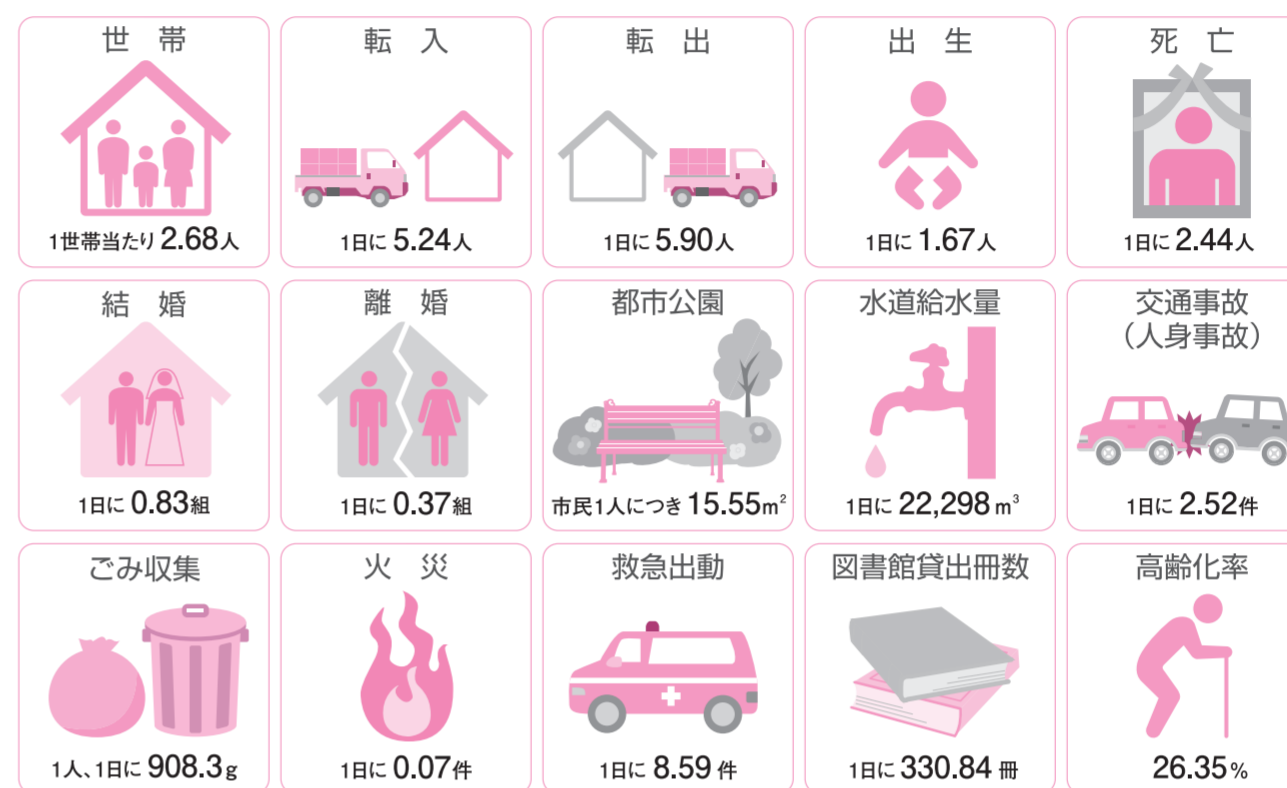 世 帯
1世帯当たり 2.68人
転 入
1日に 5.24人
転 出
1日に 5.90人
出 生
1日に 1.67人
死 亡
1日に 2.44人
結 婚
1日に 0.83組
離 婚
1日に 0.37組
都市公園
市民1人につき 15.55m²
水道給水量
1日に 22,298 m³
交通事故
（人身事故）
1日に 2.52件
ごみ収集
1人、1日に 908.3g
火 災
1日に 0.07件
救急出動
1日に 8.59 件
図書館貸出冊数
1日に 330.84 冊
高齢化率
26.35%